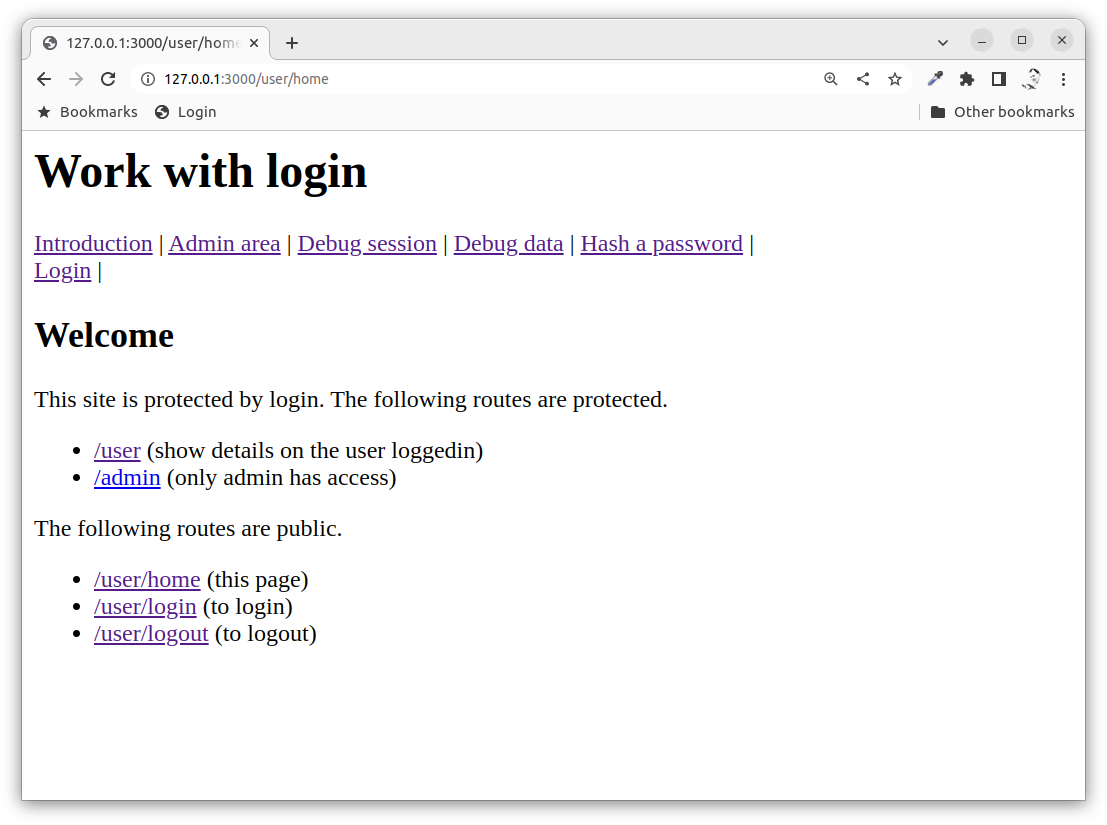 127.0.0.1:3000/user/home
127.0.0.1:3000/user/home
Bookmarks Login Other bookmarks
Work with login
Introduction | Admin area | Debug session | Debug data | Hash a password |
Login |
Welcome
This site is protected by login. The following routes are protected.
• /user (show details on the user loggedin)
• /admin (only admin has access)
The following routes are public.
• /user/home (this page)
• /user/login (to login)
• /user/logout (to logout)